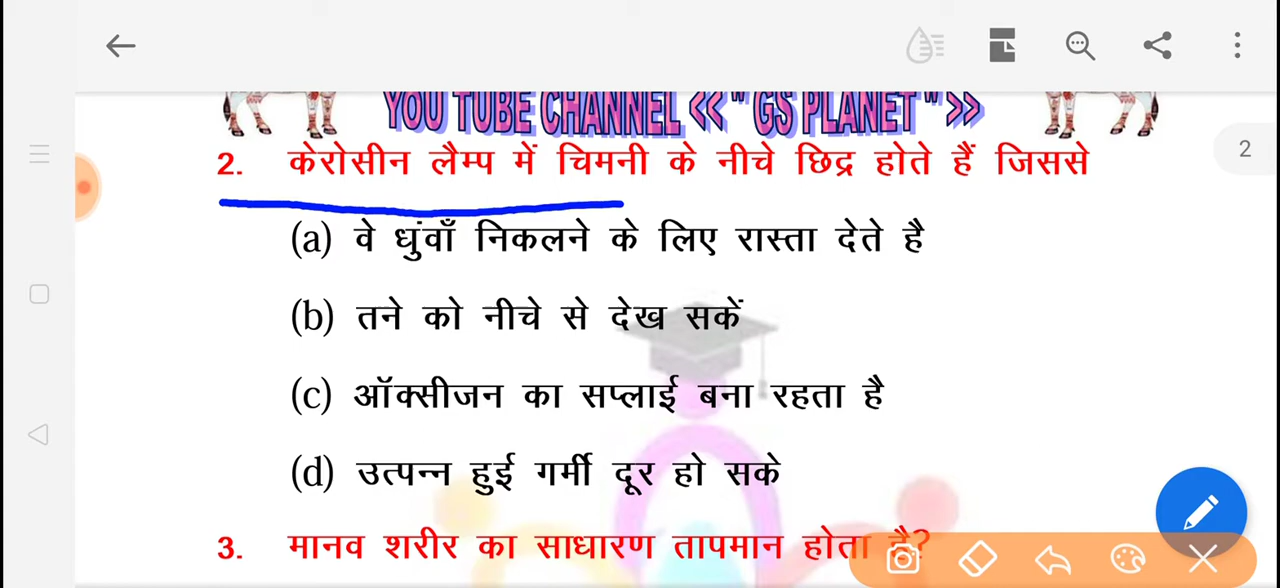 YOU TUBE CHANNEL <<"GS PLANET">>
2
2. केरोसीन लैम्प में चिमनी के नीचे छिद्र होते हैं जिससे
(a) वे धुंवाँ निकलने के लिए रास्ता देते है
(b) तने को नीचे से देख सकें
(c) ऑक्सीजन का सप्लाई बना रहता है
(d) उत्पन्न हुई गर्मी दूर हो सके
3. मानव शरीर का साधारण तापमान होता है?